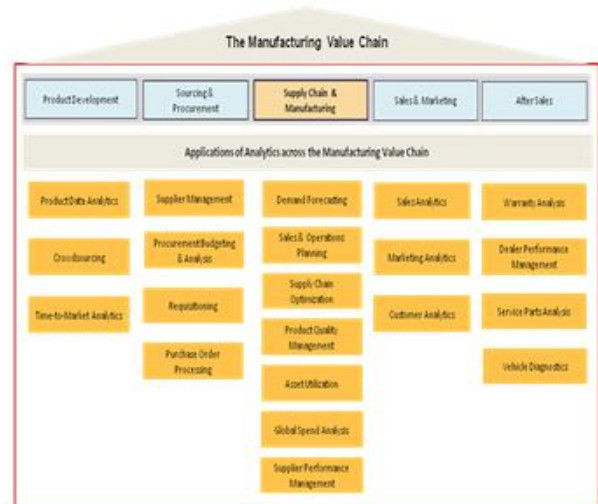 The Manufacturing Value Chain
Product Development
Sourcing &
Procurement
Supply Chain &
Manufacturing
Sales & Marketing
After Sales
Applications of Analytics across the Manufacturing Value Chain
Product Data Analytics
Crowdsourcing
Time-to-Market Analytics
Supplier Management
Procurement Budgeting
& Analysis
Requisitioning
Purchase Order
Processing
Demand Forecasting
Sales & Operations
Planning
Supply Chain
Optimization
Product Quality
Management
Asset Utilization
Global Spend Analysis
Supplier Performance
Management
Sales Analytics
Marketing Analytics
Customer Analytics
Warranty Analysis
Dealer Performance
Management
Service Parts Analysis
Vehicle Diagnostics